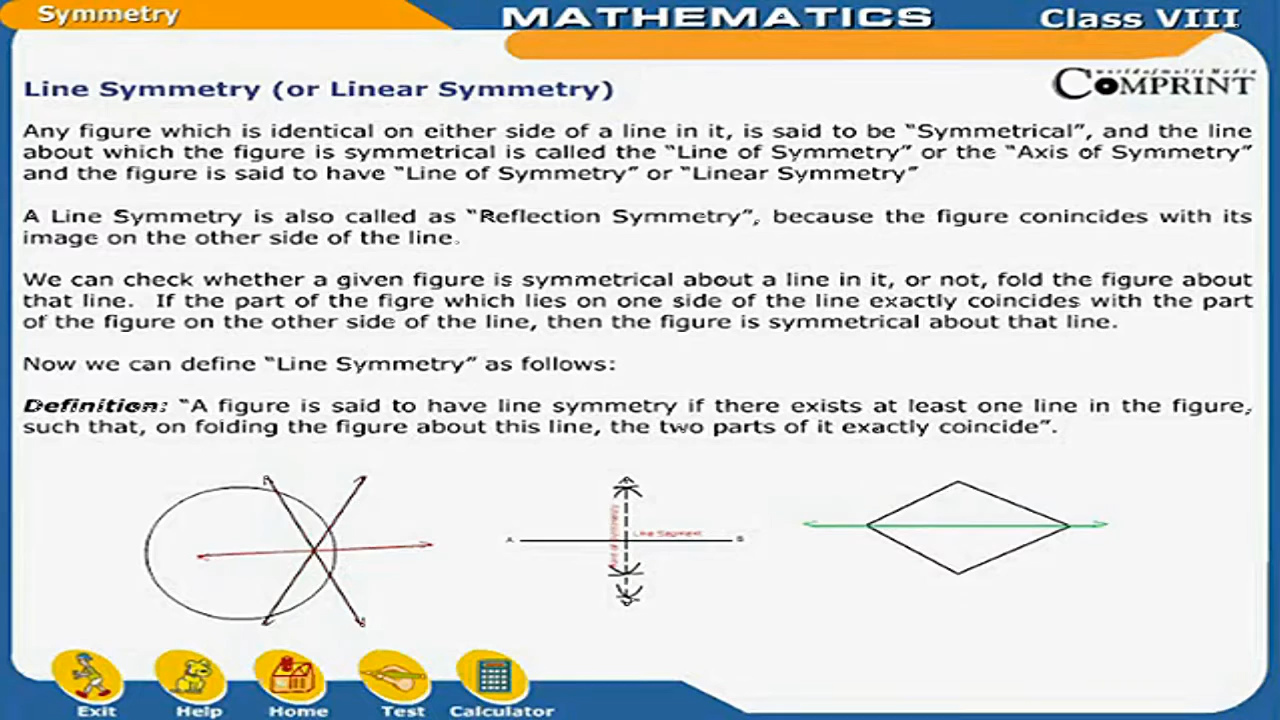 Symmetry
MATHEMATICS
Class VIII
Line Symmetry (or Linear Symmetry)
world of multi Media
COMPRINT
Any figure which is identical on either side of a line in it, is said to be “Symmetrical”, and the line
about which the figure is symmetrical is called the “Line of Symmetry” or the “Axis of Symmetry”
and the figure is said to have “Line of Symmetry” or “Linear Symmetry”
A Line Symmetry is also called as “Reflection Symmetry”, because the figure conincides with its
image on the other side of the line.
We can check whether a given figure is symmetrical about a line in it, or not, fold the figure about
that line. If the part of the figre which lies on one side of the line exactly coincides with the part
of the figure on the other side of the line, then the figure is symmetrical about that line.
Now we can define “Line Symmetry” as follows:
Definition: “A figure is said to have line symmetry if there exists at least one line in the figure,
such that, on folding the figure about this line, the two parts of it exactly coincide”.
A
Line Segment
B
Exit
Help
Home
Test
Calculator